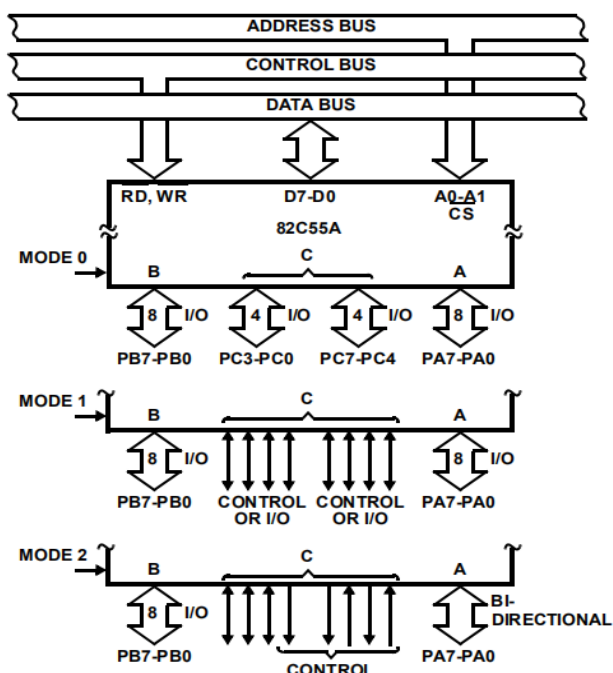 ADDRESS BUS
CONTROL BUS
DATA BUS
RD, WR D7-D0 A0-A1
CS
82C55A
MODE 0
B C A
8 I/O 4 I/O 4 I/O 8 I/O
PB7-PB0 PC3-PC0 PC7-PC4 PA7-PA0
MODE 1
B C A
8 I/O 8 I/O
PB7-PB0 CONTROL OR I/O CONTROL OR I/O PA7-PA0
MODE 2
B C A
8 I/O BI-DIRECTIONAL
PB7-PB0 CONTROL PA7-PA0